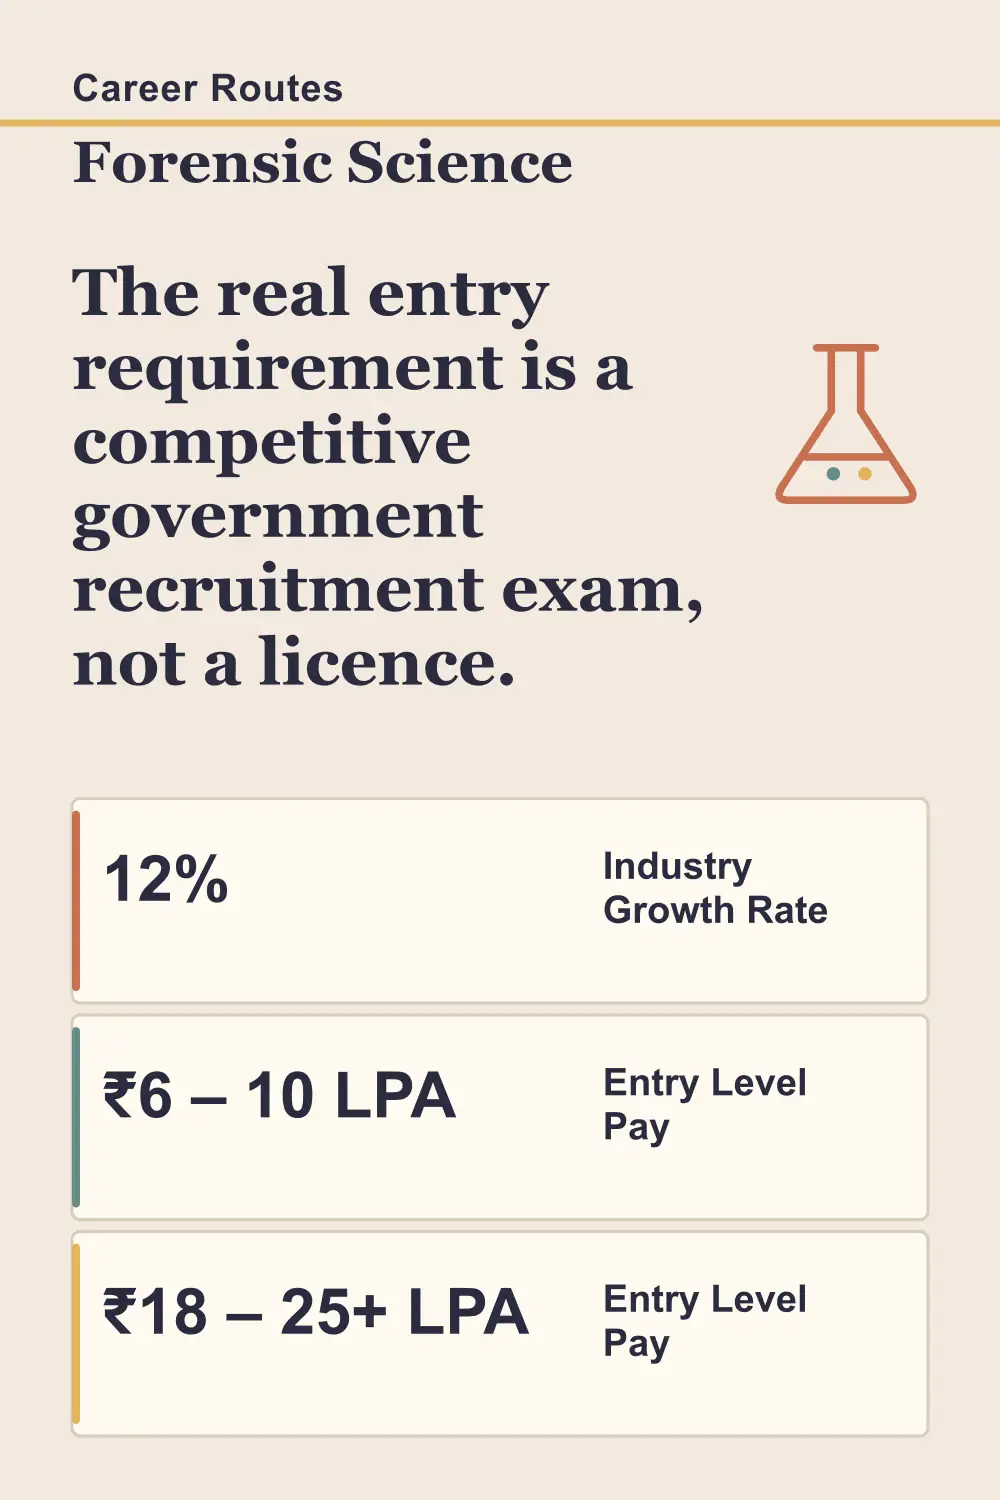 Career Routes
Forensic Science
The real entry
requirement is a
competitive
government
recruitment exam,
not a licence.
12%
Industry
Growth Rate
₹6 – 10 LPA
Entry Level
Pay
₹18 – 25+ LPA
Entry Level
Pay